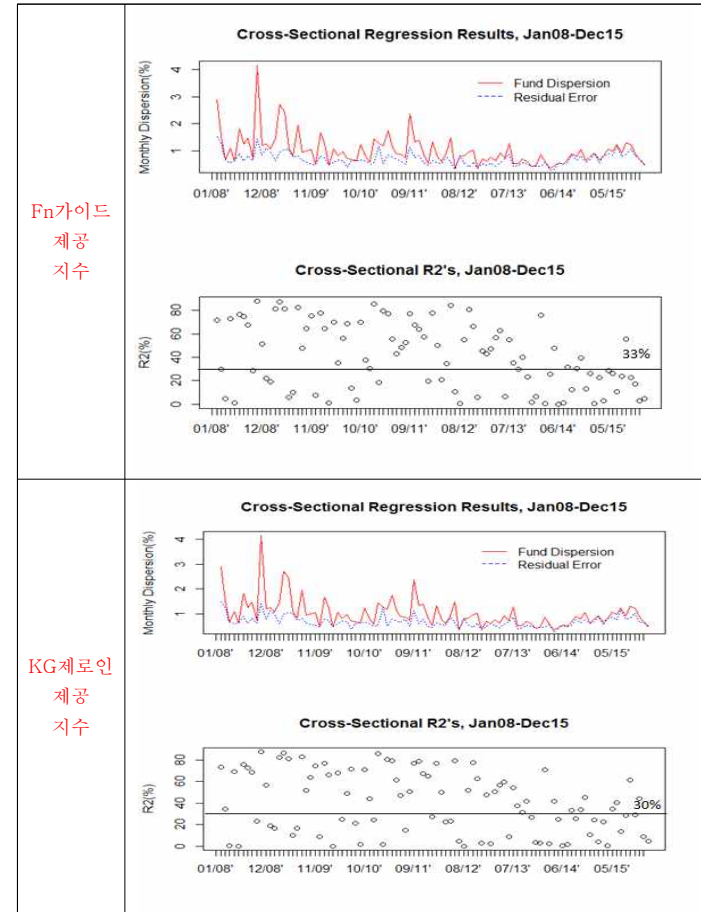 Fn가이드
제공
지수
Cross-Sectional Regression Results, Jan08-Dec15
Monthly Dispersion(%)
4
3
2
1
Fund Dispersion
Residual Error
01/08' 12/08' 11/09' 10/10' 09/11' 08/12' 07/13' 06/14' 05/15'
Cross-Sectional R2's, Jan08-Dec15
R2(%)
80
60
40
20
0
33%
01/08' 12/08' 11/09' 10/10' 09/11' 08/12' 07/13' 06/14' 05/15'
KG제로인
제공
지수
Cross-Sectional Regression Results, Jan08-Dec15
Monthly Dispersion(%)
4
3
2
1
Fund Dispersion
Residual Error
01/08' 12/08' 11/09' 10/10' 09/11' 08/12' 07/13' 06/14' 05/15'
Cross-Sectional R2's, Jan08-Dec15
R2(%)
80
60
40
20
0
30%
01/08' 12/08' 11/09' 10/10' 09/11' 08/12' 07/13' 06/14' 05/15'